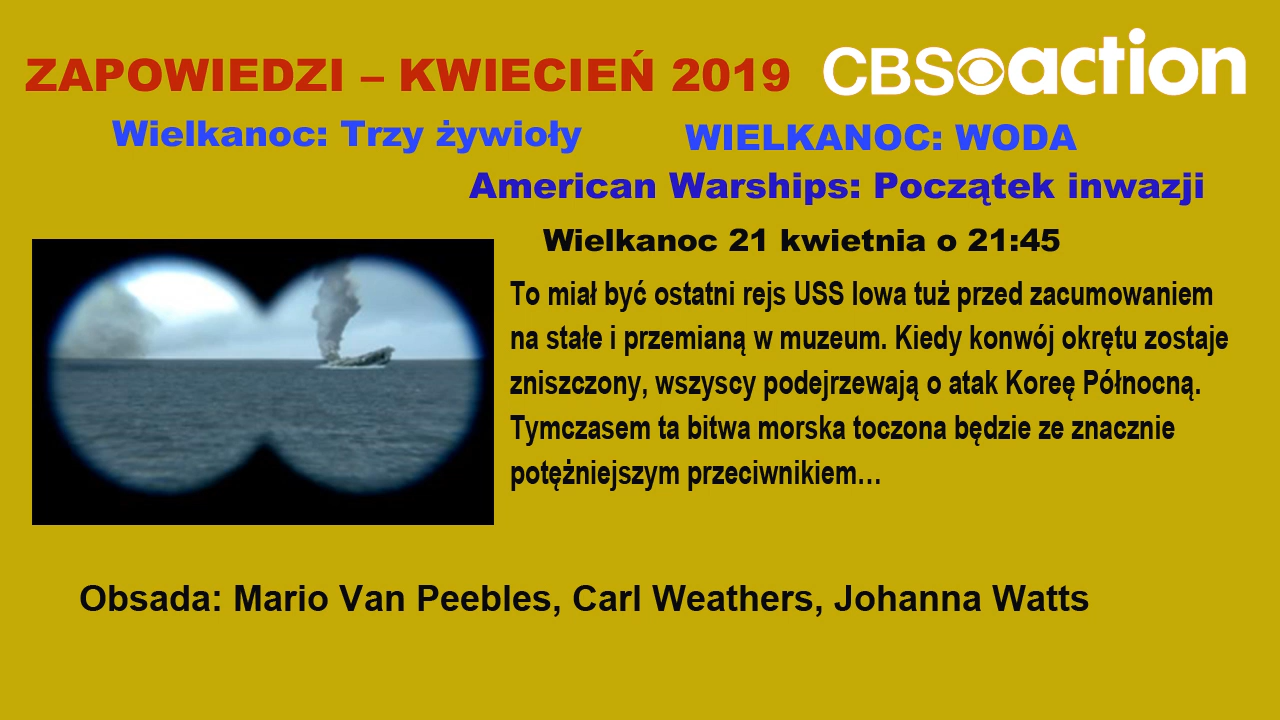 ZAPOWIEDZI – KWIECIEŃ 2019
CBS action
Wielkanoc: Trzy żywioły
WIELKANOC: WODA
American Warships: Początek inwazji
Wielkanoc 21 kwietnia o 21:45
To miał być ostatni rejs USS Iowa tuż przed zacumowaniem
na stałe i przemianą w muzeum. Kiedy konwój okrętu zostaje
zniszczony, wszyscy podejrzewają o atak Koreę Północną.
Tymczasem ta bitwa morska toczona będzie ze znacznie
potężniejszym przeciwnikiem…
Obsada: Mario Van Peebles, Carl Weathers, Johanna Watts